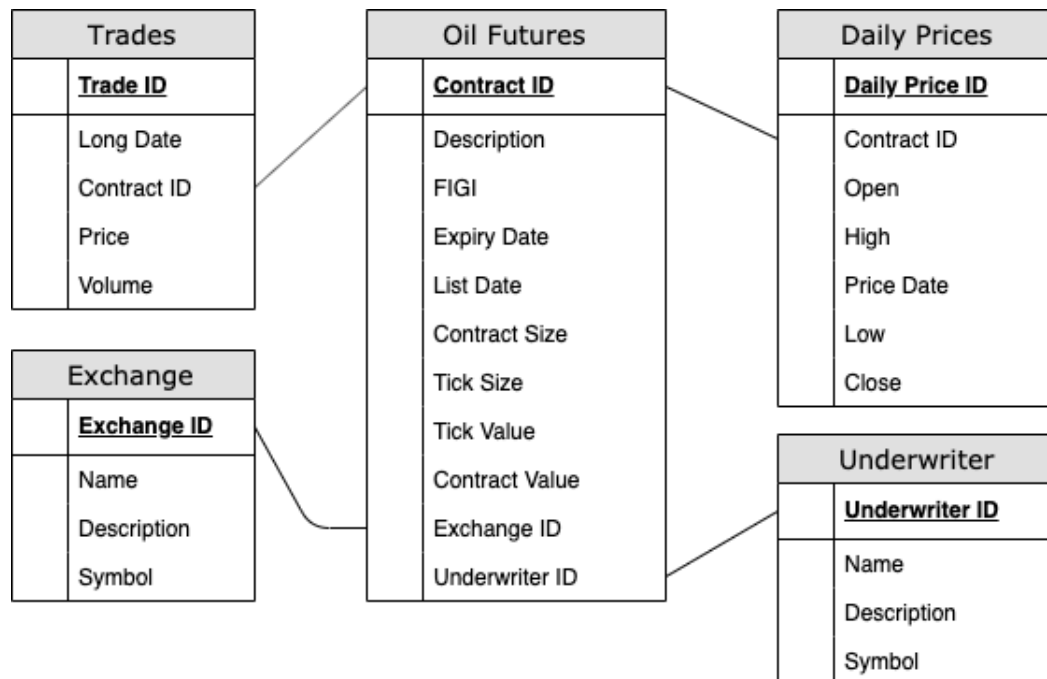 Trades
Trade ID
Long Date
Contract ID
Price
Volume
Exchange
Exchange ID
Name
Description
Symbol
Oil Futures
Contract ID
Description
FIGI
Expiry Date
List Date
Contract Size
Tick Size
Tick Value
Contract Value
Exchange ID
Underwriter ID
Daily Prices
Daily Price ID
Contract ID
Open
High
Price Date
Low
Close
Underwriter
Underwriter ID
Name
Description
Symbol